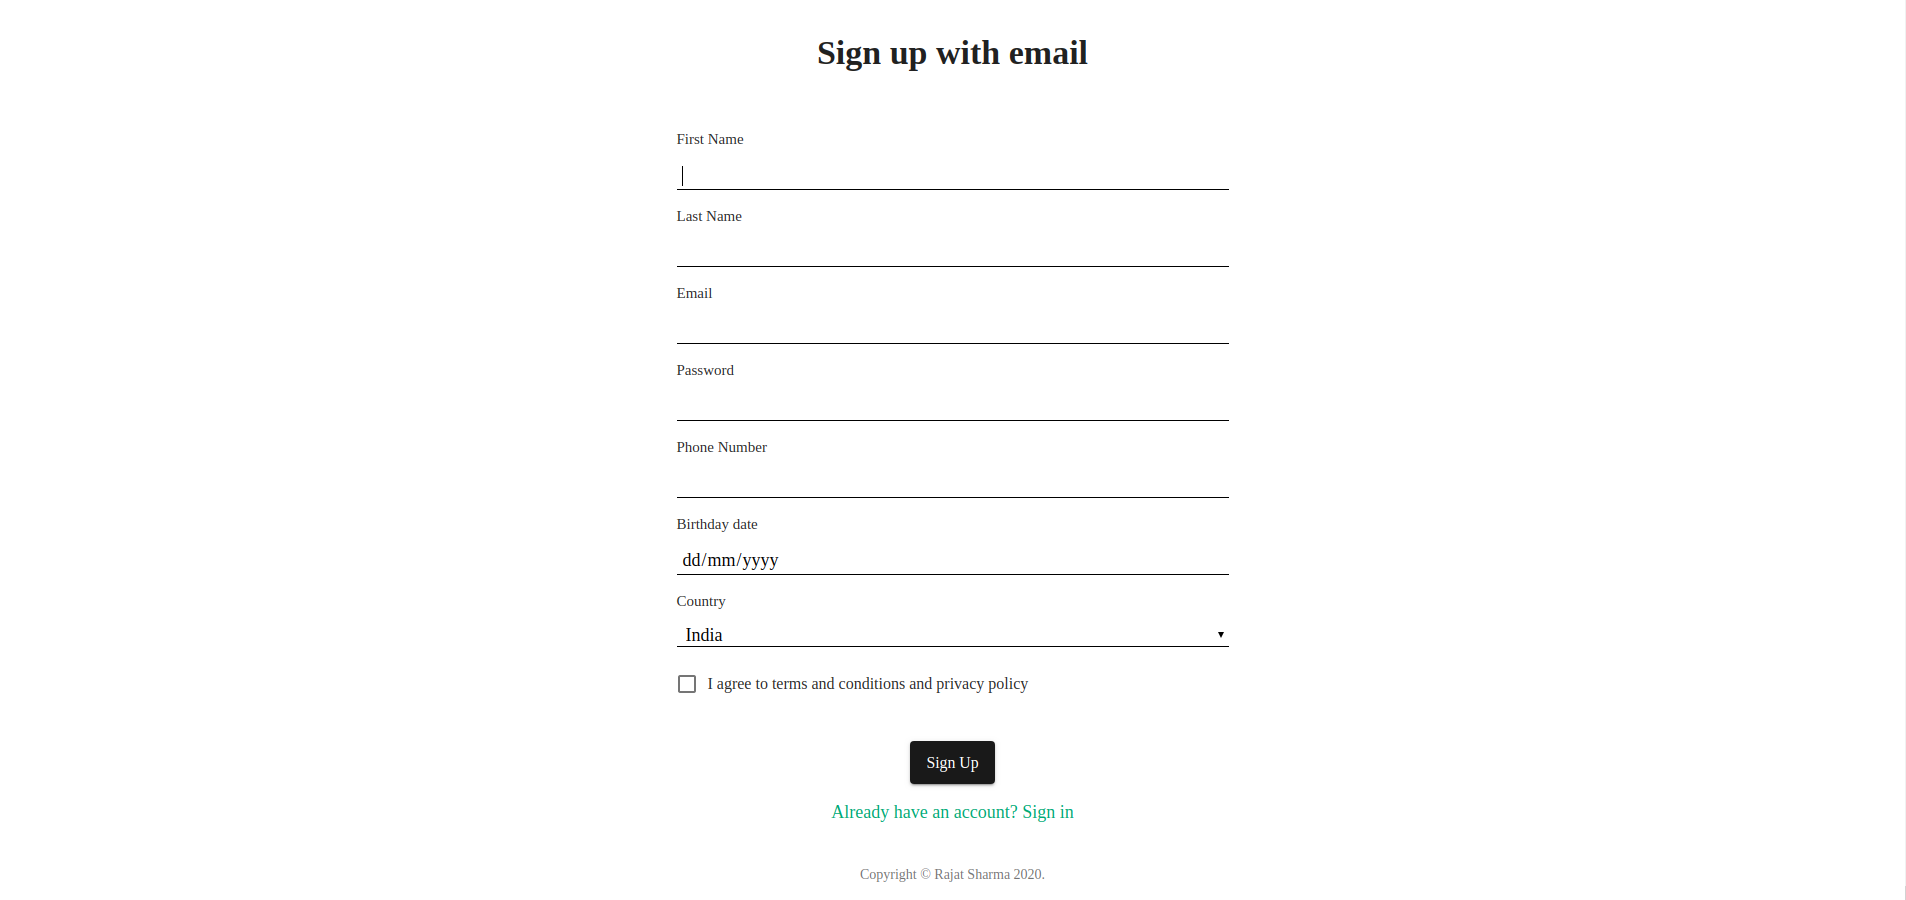 Sign up with email
First Name
Last Name
Email
Password
Phone Number
Birthday date
dd/mm/yyyy
Country
India
I agree to terms and conditions and privacy policy
Sign Up
Already have an account? Sign in
Copyright © Rajat Sharma 2020.